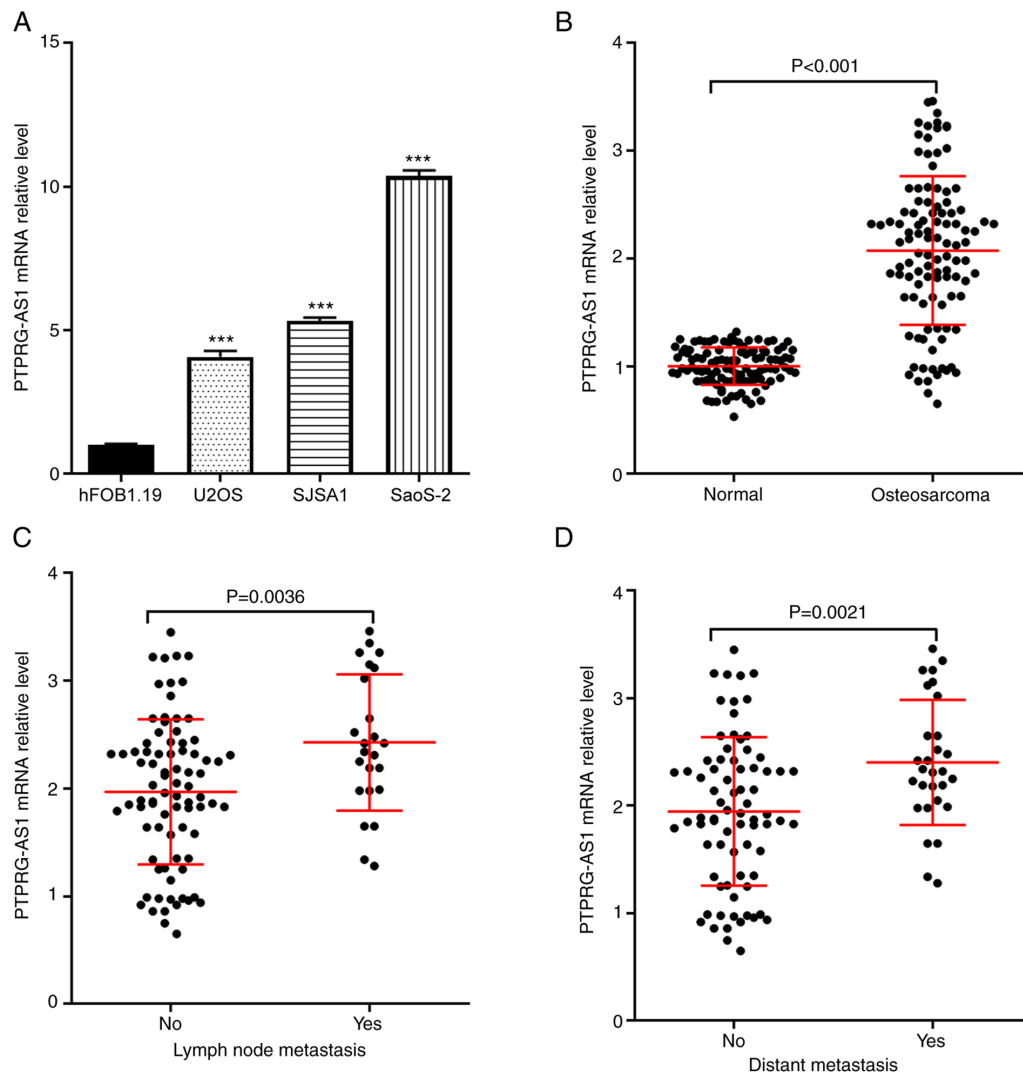 A
PTPRG-AS1 mRNA relative level
15
10
5
0
***
***
***
hFOB1.19 U2OS SJSA1 SaoS-2
B
PTPRG-AS1 mRNA relative level
4
3
2
1
0
P<0.001
Normal Osteosarcoma
C
PTPRG-AS1 mRNA relative level
4
3
2
1
0
P=0.0036
No Yes
Lymph node metastasis
D
PTPRG-AS1 mRNA relative level
4
3
2
1
0
P=0.0021
No Yes
Distant metastasis